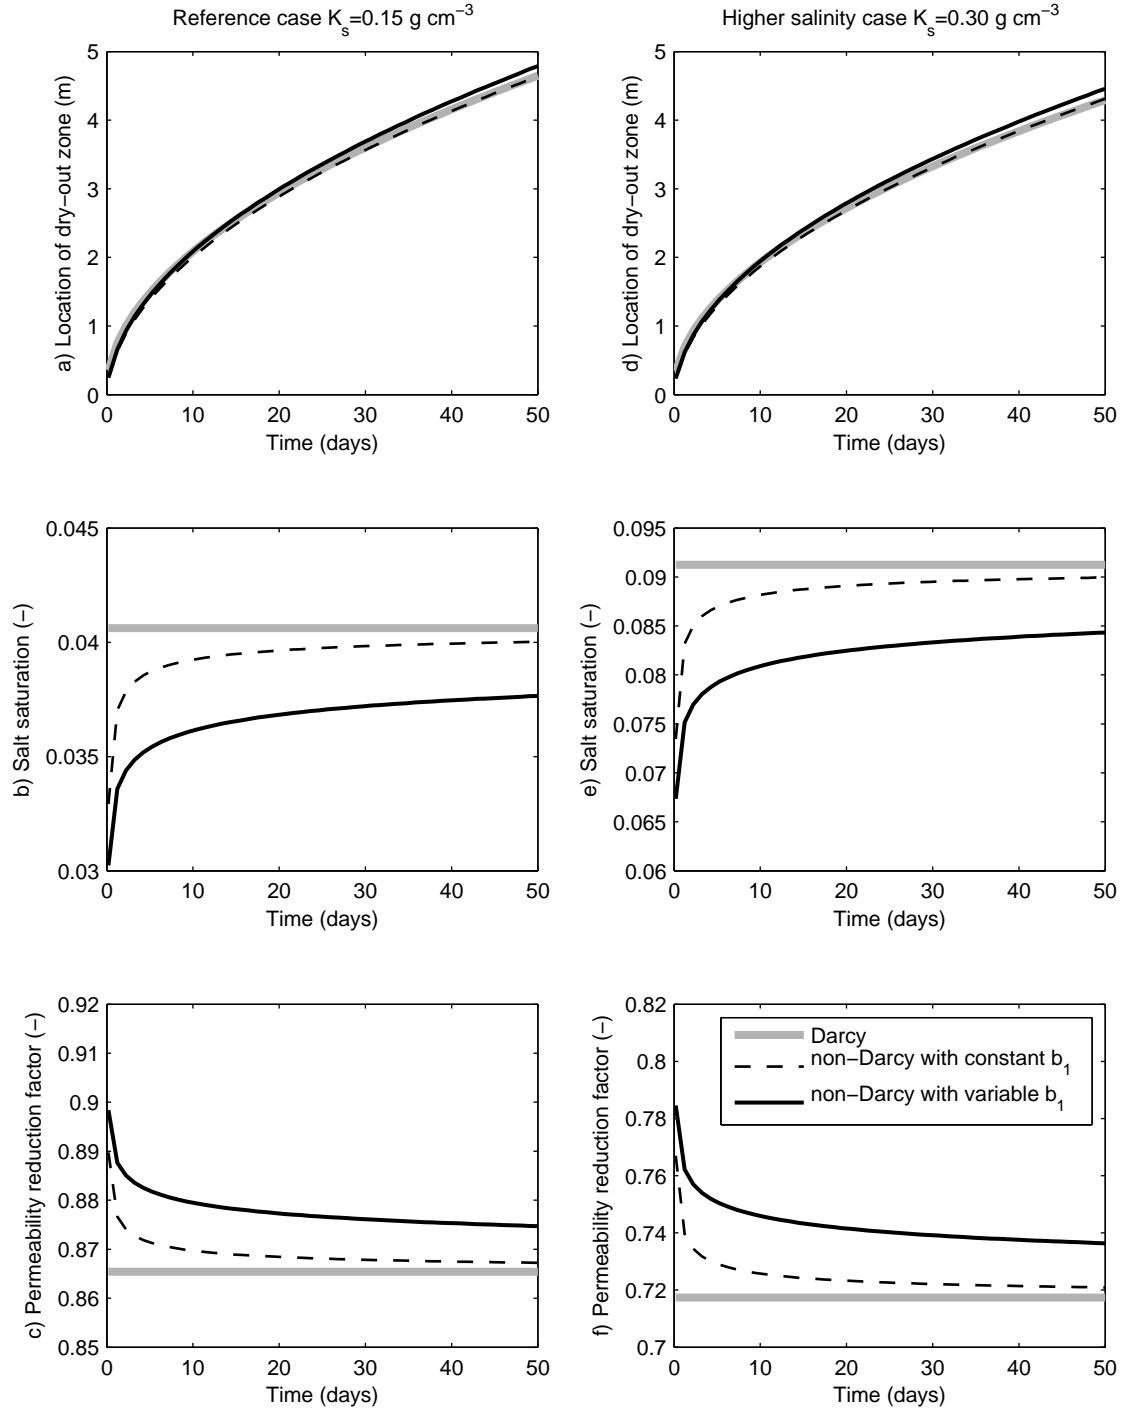 Reference case Kₛ=0.15 g cm⁻³
Higher salinity case Kₛ=0.30 g cm⁻³
a) Location of dry−out zone (m)
5
4
3
2
1
0
0 10 20 30 40 50
Time (days)
d) Location of dry−out zone (m)
5
4
3
2
1
0
0 10 20 30 40 50
Time (days)
b) Salt saturation (−)
0.045
0.04
0.035
0.03
0 10 20 30 40 50
Time (days)
e) Salt saturation (−)
0.095
0.09
0.085
0.08
0.075
0.07
0.065
0.06
0 10 20 30 40 50
Time (days)
c) Permeability reduction factor (−)
0.92
0.91
0.9
0.89
0.88
0.87
0.86
0.85
0 10 20 30 40 50
Time (days)
f) Permeability reduction factor (−)
0.82
0.8
0.78
0.76
0.74
0.72
0.7
0 10 20 30 40 50
Time (days)
Darcy
non−Darcy with constant b₁
non−Darcy with variable b₁